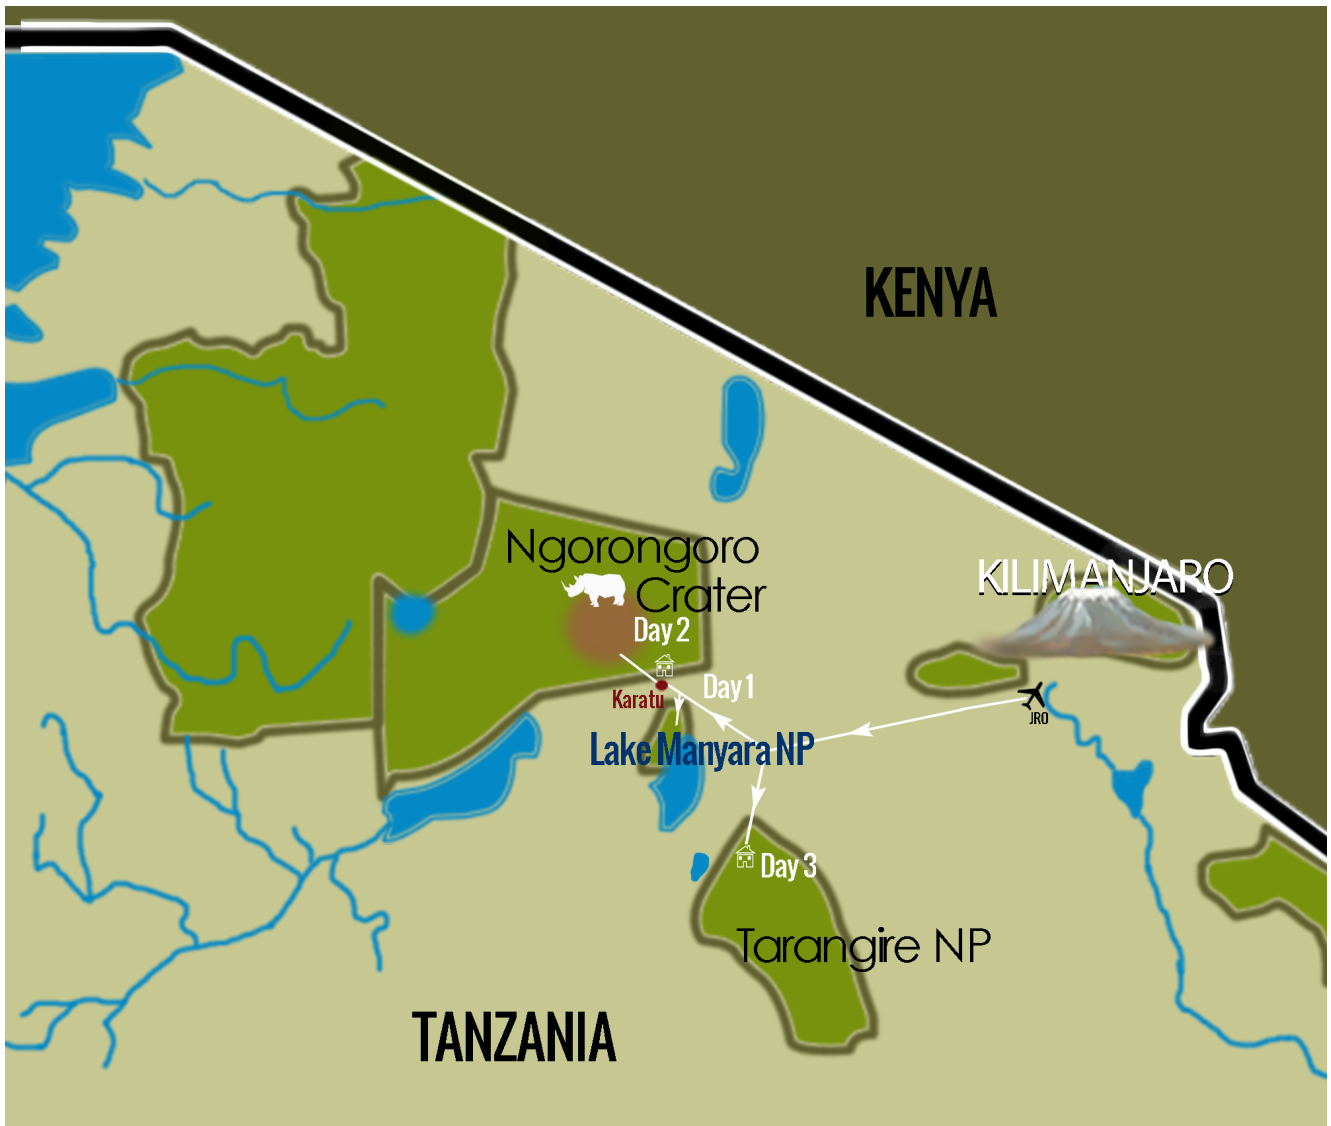 KENYA
Ngorongoro
Crater
KILIMANJARO
Day 2
Day 1
Karatu
JRO
Lake Manyara NP
Day 3
Tarangire NP
TANZANIA